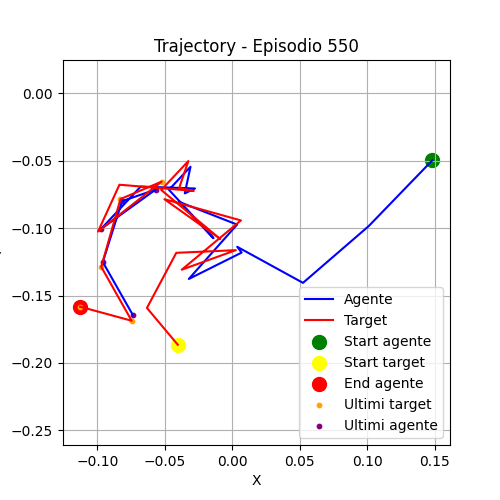 Trajectory - Episodio 550
0.00
−0.05
−0.10
−0.15
−0.20
−0.25
−0.10
−0.05
0.00
0.05
0.10
0.15
X
Agente
Target
Start agente
Start target
End agente
Ultimi target
Ultimi agente